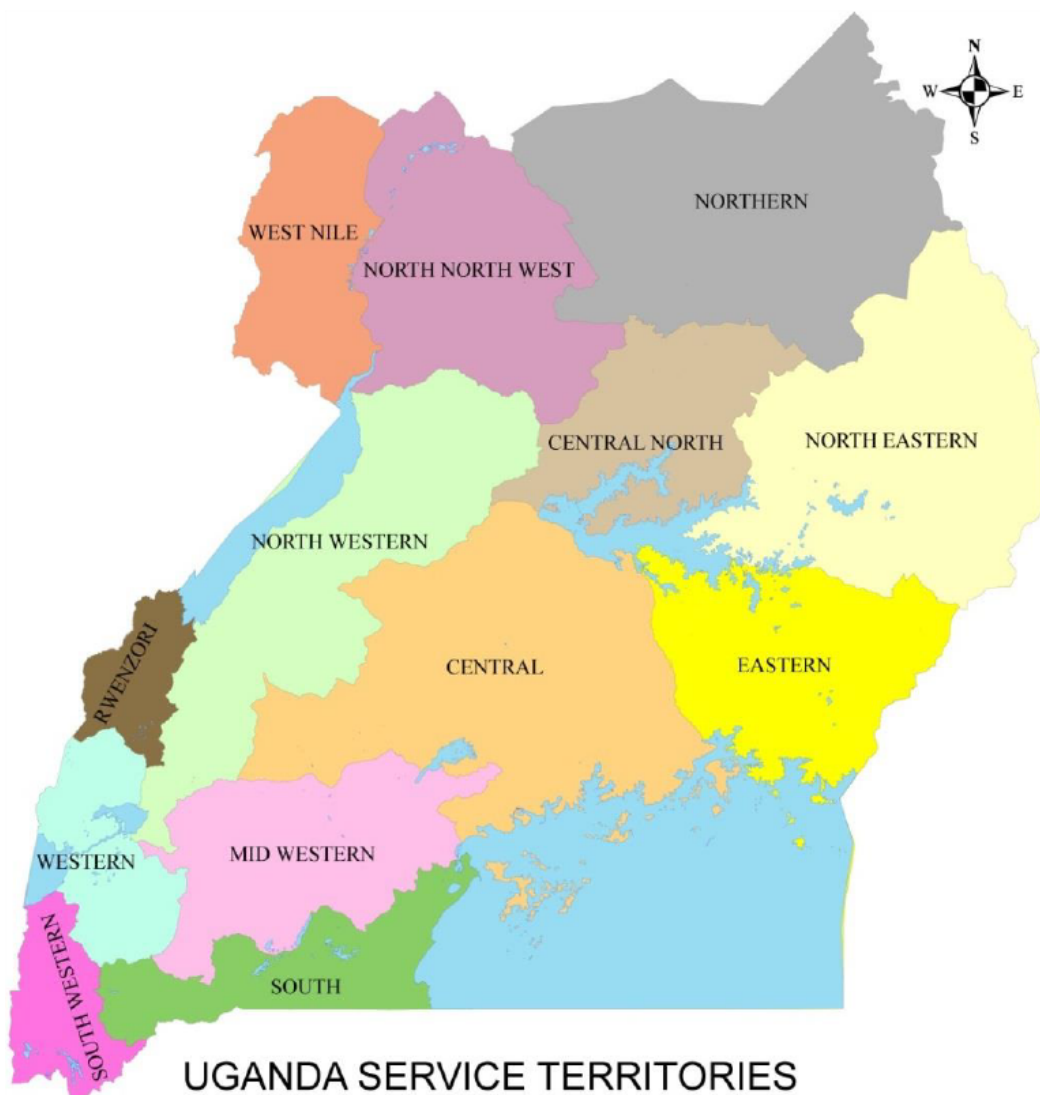 N
W E
S
NORTHERN
WEST NILE
NORTH NORTH WEST
CENTRAL NORTH
NORTH EASTERN
NORTH WESTERN
RWENZORI
CENTRAL
EASTERN
WESTERN
MID WESTERN
SOUTH WESTERN
SOUTH
UGANDA SERVICE TERRITORIES